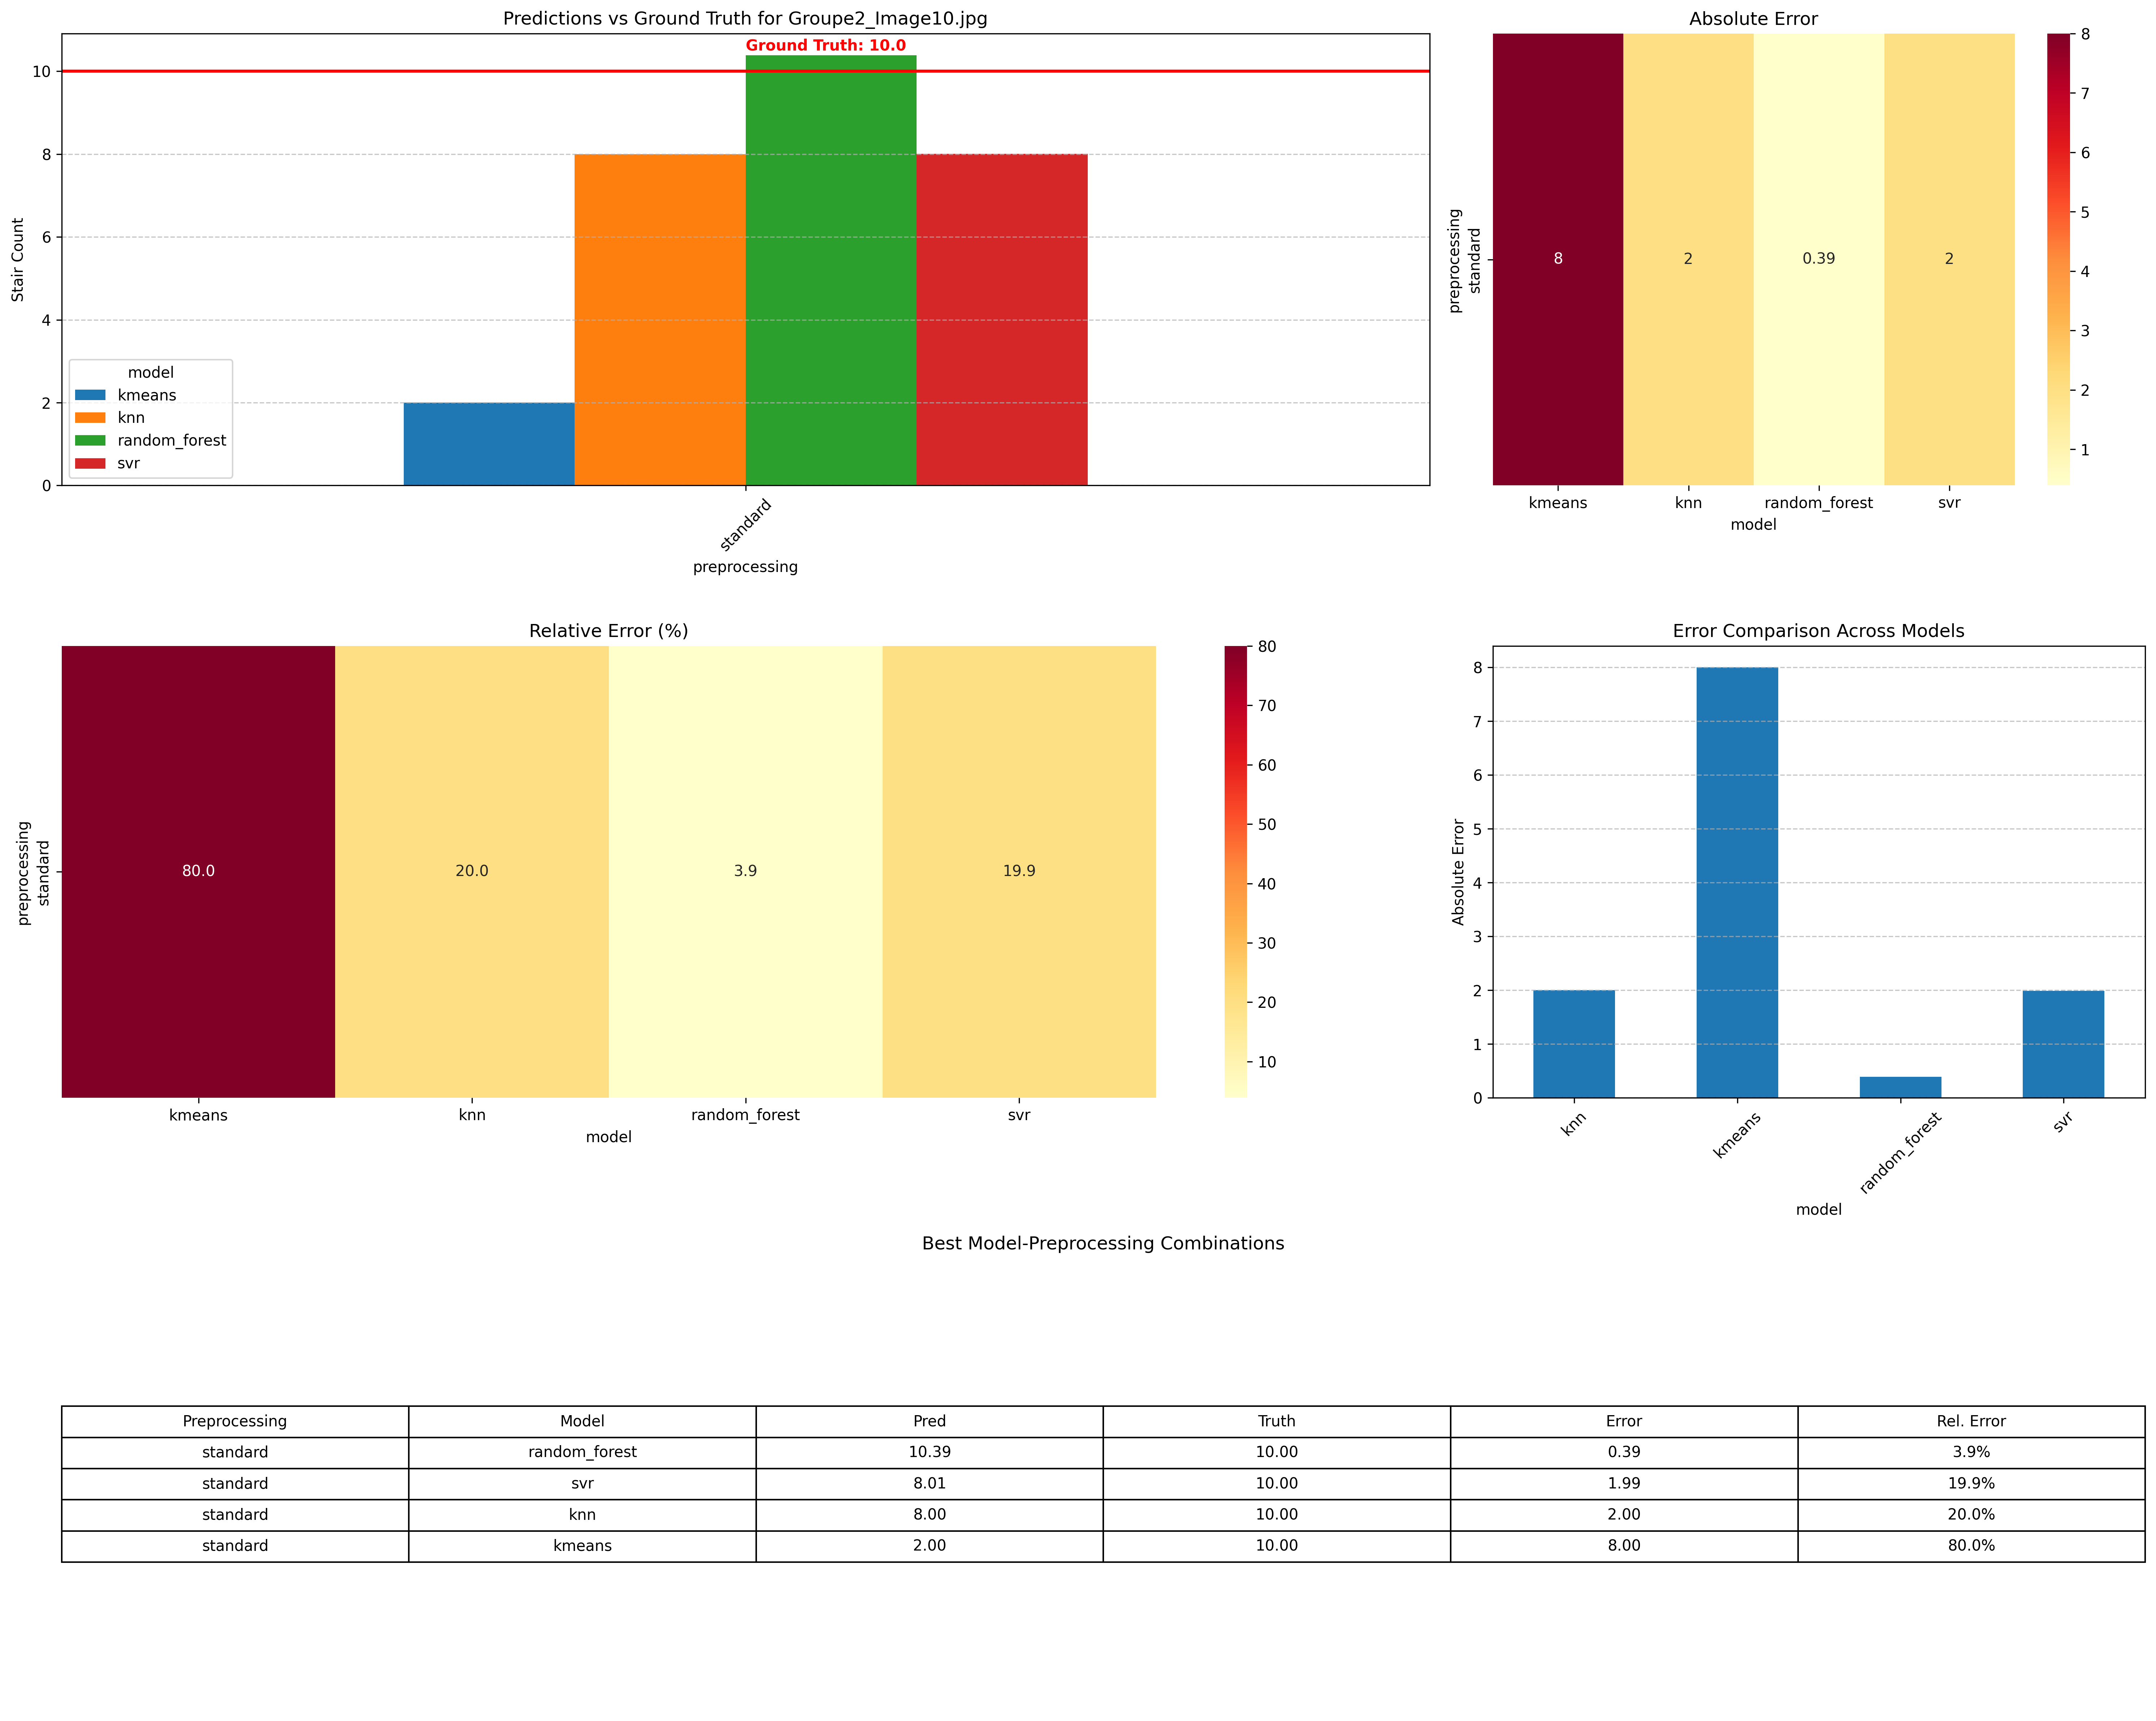 Predictions vs Ground Truth for Groupe2_Image10.jpg
Ground Truth: 10.0
10
8
6
4
2
0
Stair Count
model
kmeans
knn
random_forest
svr
standard
preprocessing
Absolute Error
8
2
0.39
2
preprocessing
standard
kmeans knn random_forest svr
model
8
7
6
5
4
3
2
1
Relative Error (%)
80.0 20.0 3.9 19.9
preprocessing
standard
kmeans knn random_forest svr
model
80
70
60
50
40
30
20
10
Error Comparison Across Models
8
7
6
5
4
3
2
1
0
Absolute Error
knn
kmeans
random_forest
svr
model
Best Model-Preprocessing Combinations
Preprocessing Model Pred Truth Error Rel. Error
standard random_forest 10.39 10.00 0.39 3.9%
standard svr 8.01 10.00 1.99 19.9%
standard knn 8.00 10.00 2.00 20.0%
standard kmeans 2.00 10.00 8.00 80.0%